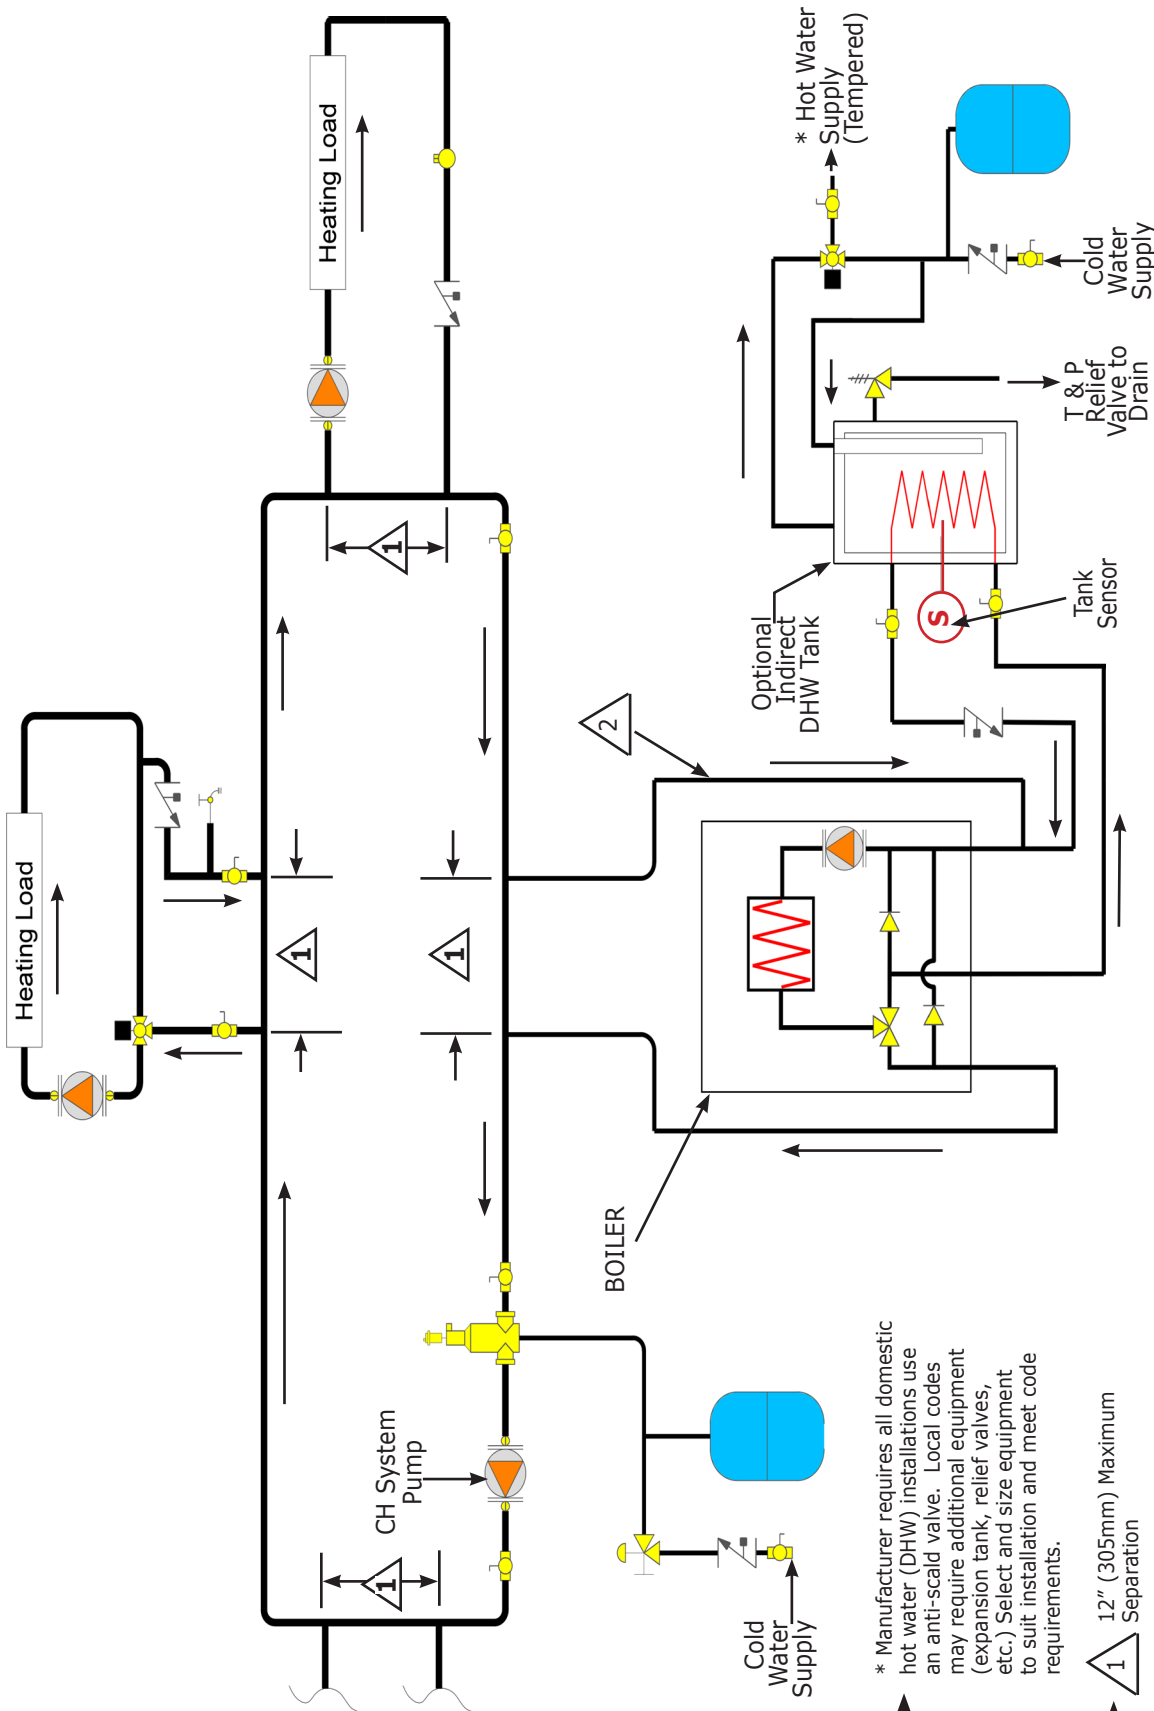 Heating Load
Heating Load
* Hot Water
Supply
(Tempered)
Cold
Water
Supply
T & P
Relief
Valve to
Drain
Optional
Indirect
DHW Tank
S
Tank
Sensor
1
1
1
2
BOILER
CH System
Pump
1
Cold
Water
Supply
* Manufacturer requires all domestic
hot water (DHW) installations use
an anti-scald valve. Local codes
may require additional equipment
(expansion tank, relief valves,
etc.) Select and size equipment
to suit installation and meet code
requirements.
1 12” (305mm) Maximum
Separation